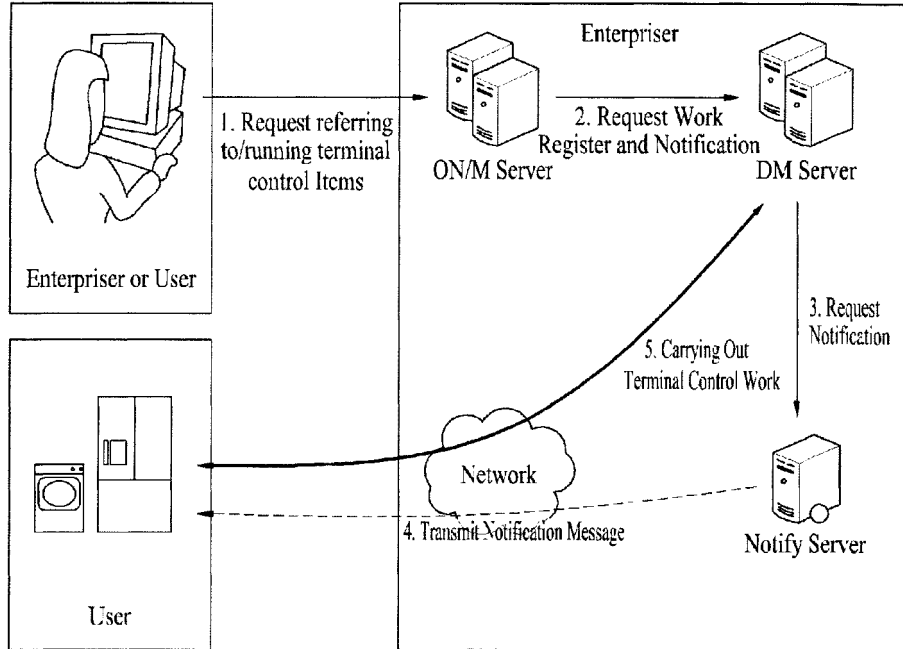 Enterpriser
1. Request referring
to/running terminal
control Items
ON/M Server
2. Request Work
Register and Notification
DM Server
Enterpriser or User
3. Request
Notification
5. Carrying Out
Terminal Control Work
Network
4. Transmit Notification Message
Notify Server
User